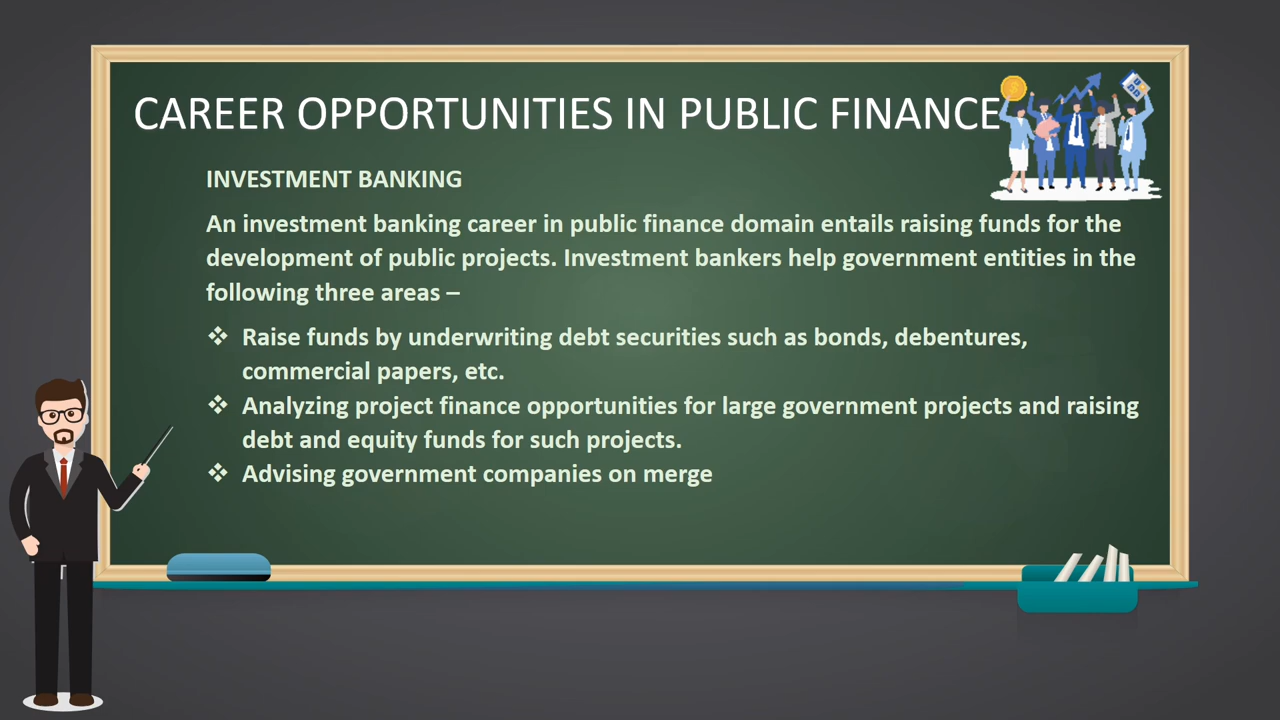 CAREER OPPORTUNITIES IN PUBLIC FINANCE
INVESTMENT BANKING
An investment banking career in public finance domain entails raising funds for the
development of public projects. Investment bankers help government entities in the
following three areas –
❖ Raise funds by underwriting debt securities such as bonds, debentures,
commercial papers, etc.
❖ Analyzing project finance opportunities for large government projects and raising
debt and equity funds for such projects.
❖ Advising government companies on merge